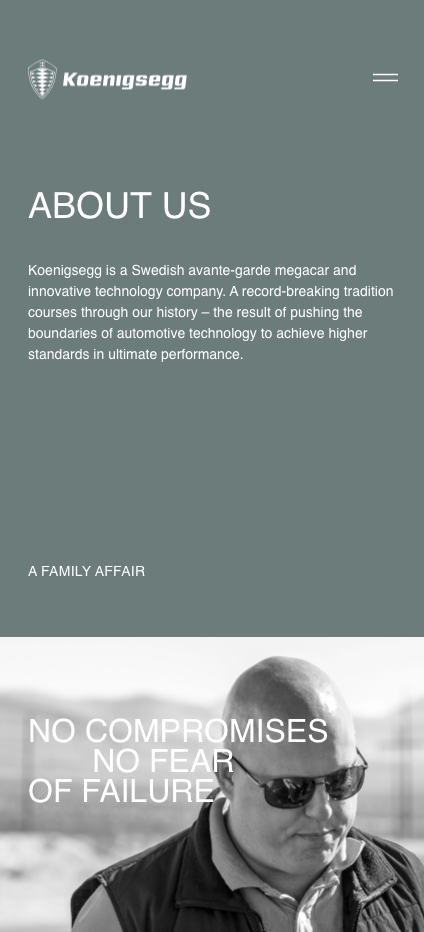 Koenigsegg
ABOUT US
Koenigsegg is a Swedish avante-garde megacar and
innovative technology company. A record-breaking tradition
courses through our history – the result of pushing the
boundaries of automotive technology to achieve higher
standards in ultimate performance.
A FAMILY AFFAIR
NO COMPROMISES
NO FEAR
OF FAILURE